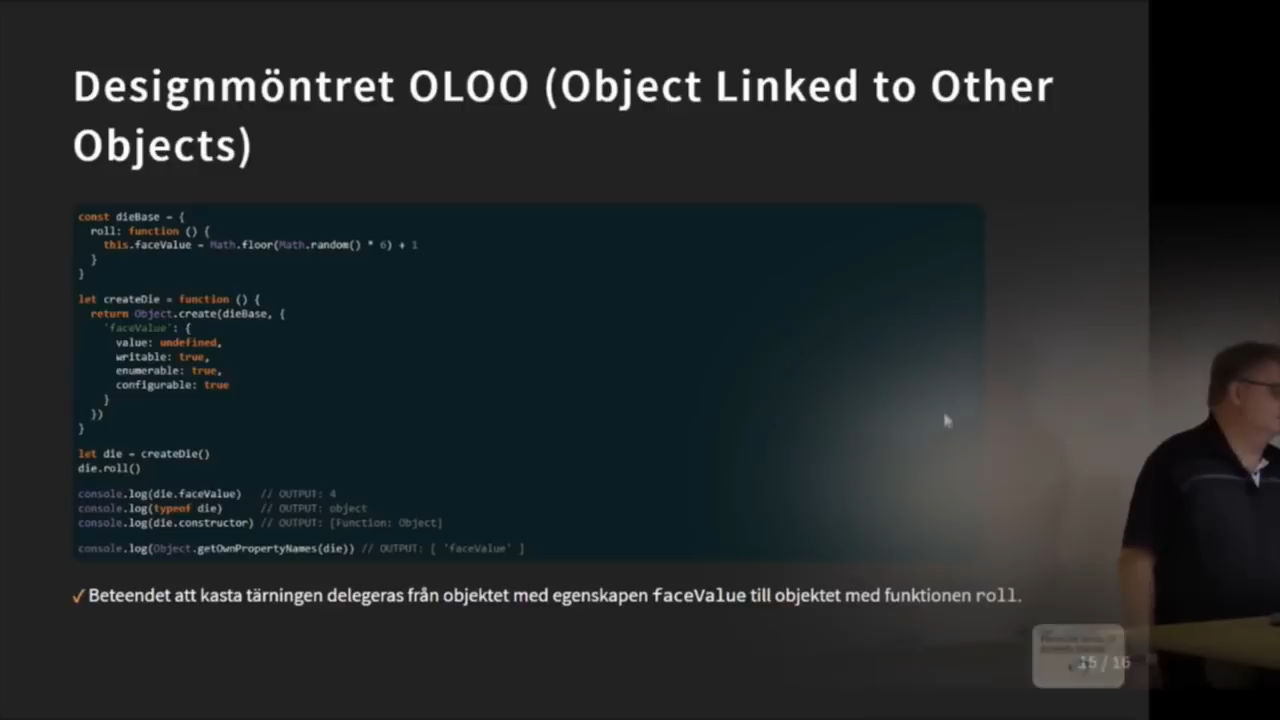 Designmöntret OLOO (Object Linked to Other
Objects)
const dieBase = {
roll: function () {
this.faceValue = Math.floor(Math.random() * 6) + 1
}
}
let createDie = function () {
return Object.create(dieBase, {
'faceValue': {
value: undefined,
writable: true,
enumerable: true,
configurable: true
}
})
}
let die = createDie()
die.roll()
console.log(die.faceValue) // OUTPUT: 4
console.log(typeof die) // OUTPUT: object
console.log(die.constructor) // OUTPUT: [Function: Object]
console.log(Object.getOwnPropertyNames(die)) // OUTPUT: [ 'faceValue' ]
✓ Beteendet att kasta tärningen delegeras från objektet med egenskapen faceValue till objektet med funktionen roll.
15 / 16